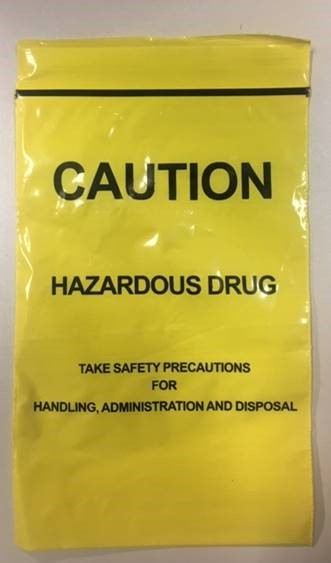 CAUTION
HAZARDOUS DRUG
TAKE SAFETY PRECAUTIONS
FOR
HANDLING, ADMINISTRATION AND DISPOSAL